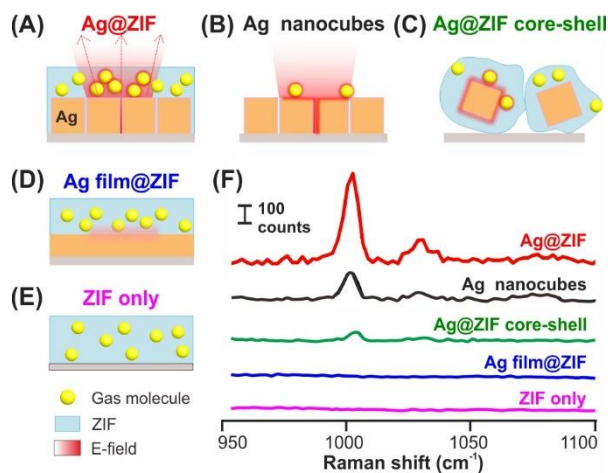 (A) Ag@ZIF
Ag
(B) Ag nanocubes
(C) Ag@ZIF core-shell
(D) Ag film@ZIF
(E) ZIF only
Gas molecule
ZIF
E-field
(F)
100
counts
Ag@ZIF
Ag nanocubes
Ag@ZIF core-shell
Ag film@ZIF
ZIF only
950 1000 1050 1100
Raman shift (cm⁻¹)